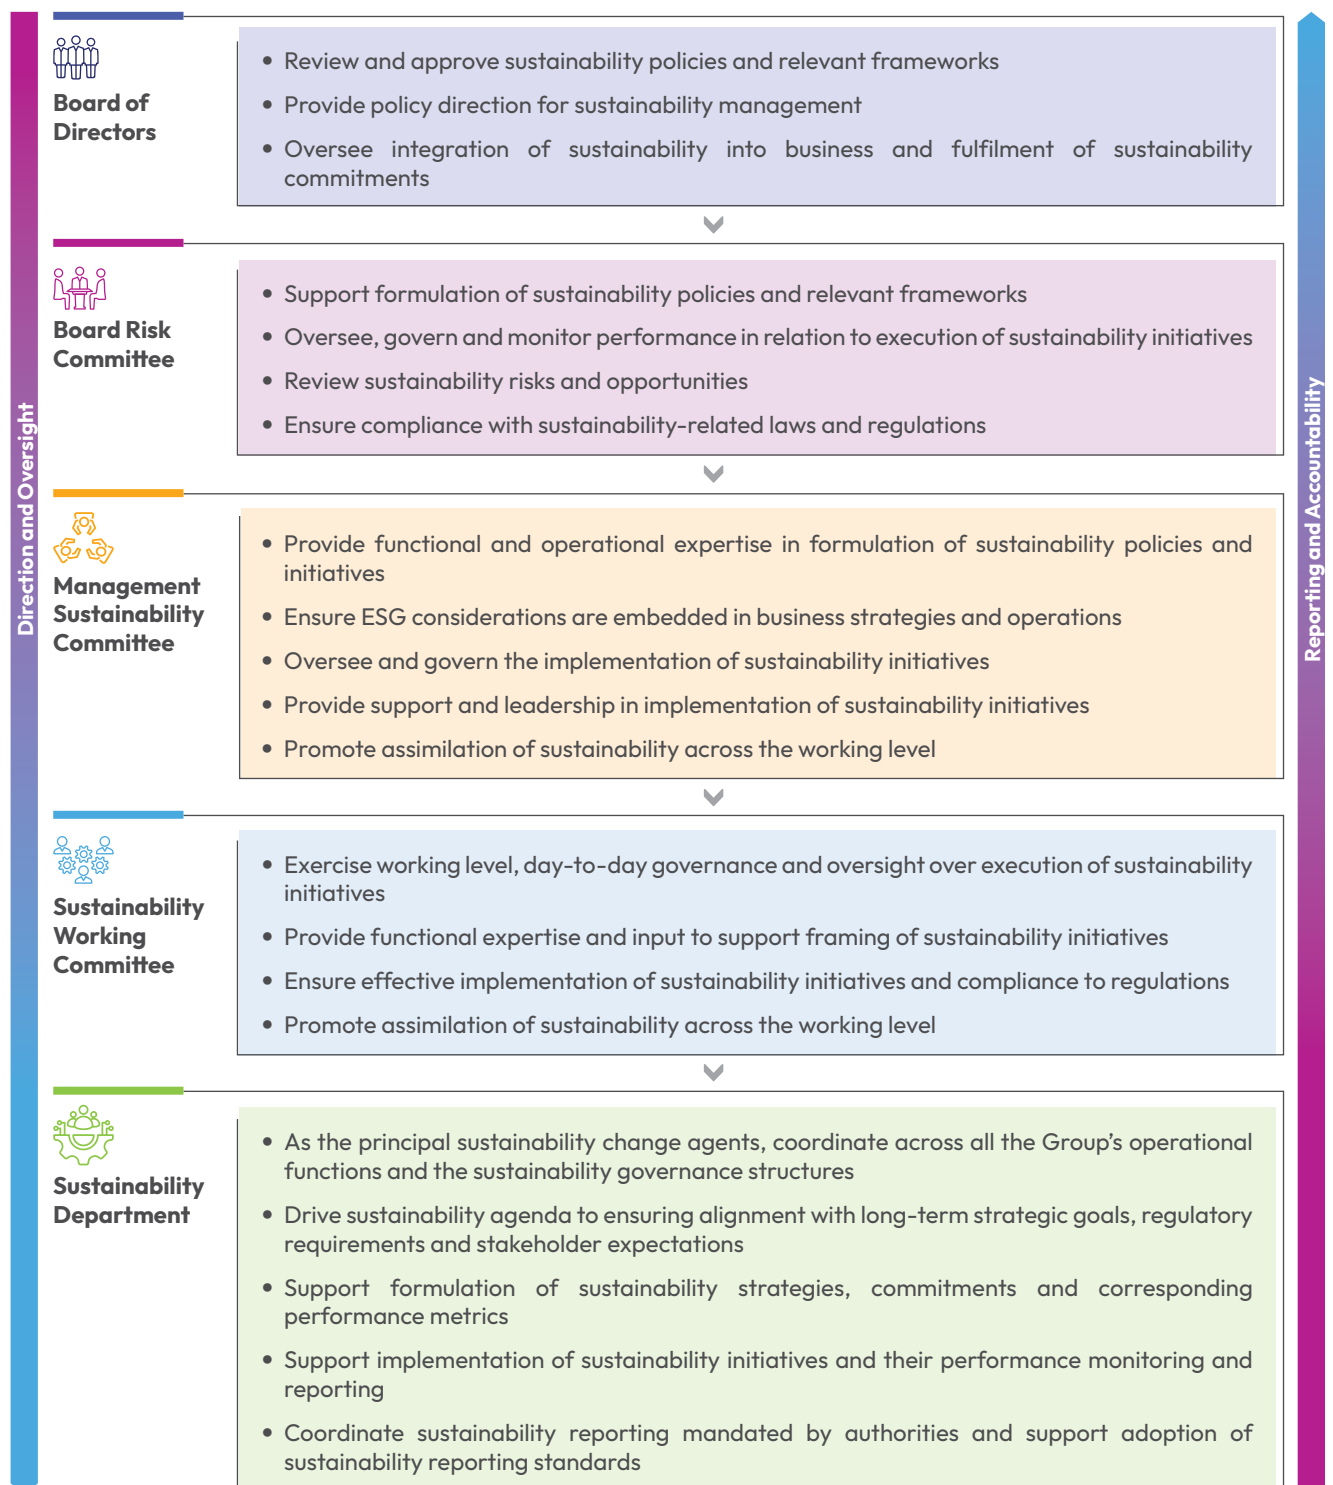 Direction and Oversight
Board of
Directors
• Review and approve sustainability policies and relevant frameworks
• Provide policy direction for sustainability management
• Oversee integration of sustainability into business and fulfilment of sustainability
commitments
Board Risk
Committee
• Support formulation of sustainability policies and relevant frameworks
• Oversee, govern and monitor performance in relation to execution of sustainability initiatives
• Review sustainability risks and opportunities
• Ensure compliance with sustainability-related laws and regulations
Management
Sustainability
Committee
• Provide functional and operational expertise in formulation of sustainability policies and
initiatives
• Ensure ESG considerations are embedded in business strategies and operations
• Oversee and govern the implementation of sustainability initiatives
• Provide support and leadership in implementation of sustainability initiatives
• Promote assimilation of sustainability across the working level
Sustainability
Working
Committee
• Exercise working level, day-to-day governance and oversight over execution of sustainability
initiatives
• Provide functional expertise and input to support framing of sustainability initiatives
• Ensure effective implementation of sustainability initiatives and compliance to regulations
• Promote assimilation of sustainability across the working level
Sustainability
Department
• As the principal sustainability change agents, coordinate across all the Group’s operational
functions and the sustainability governance structures
• Drive sustainability agenda to ensuring alignment with long-term strategic goals, regulatory
requirements and stakeholder expectations
• Support formulation of sustainability strategies, commitments and corresponding
performance metrics
• Support implementation of sustainability initiatives and their performance monitoring and
reporting
• Coordinate sustainability reporting mandated by authorities and support adoption of
sustainability reporting standards
Reporting and Accountability